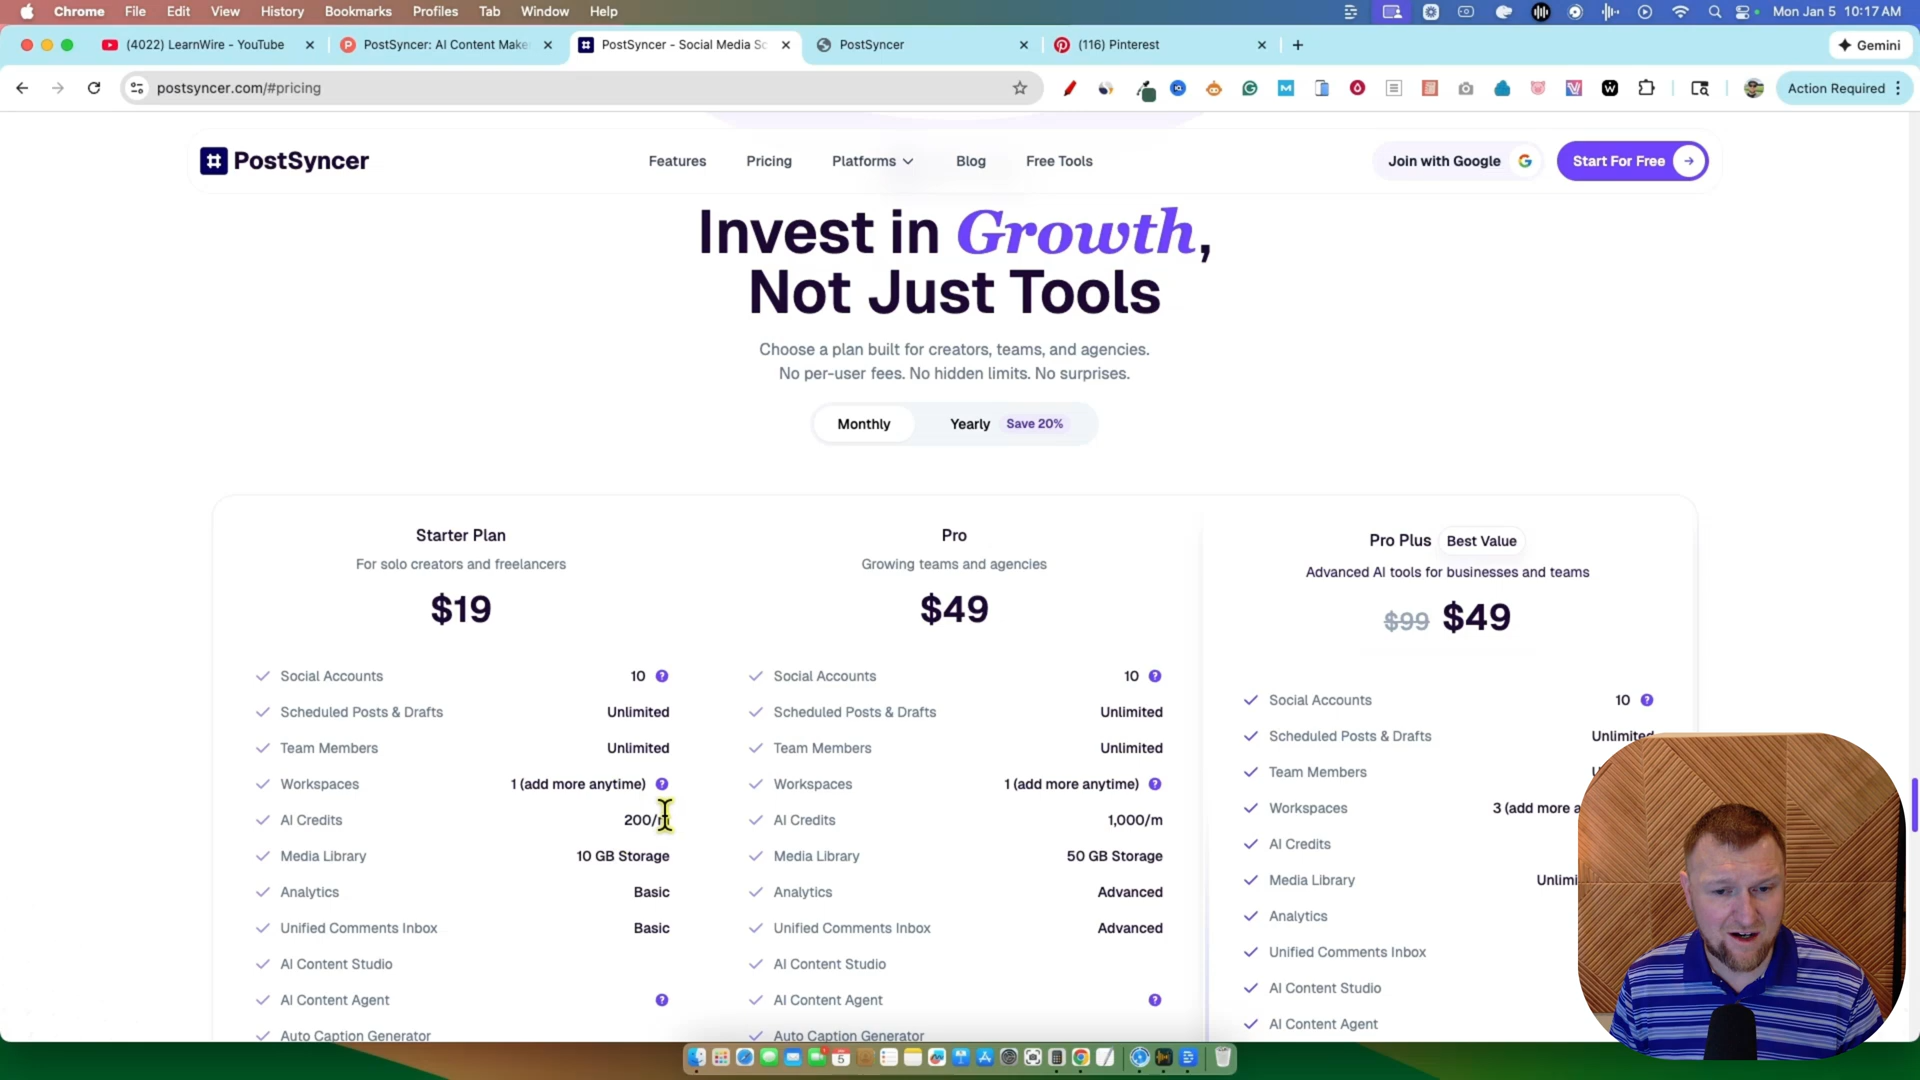 Chrome File Edit View History Bookmarks Profiles Tab Window Help Mon Jan 5 10:17 AM
(4022) LearnWire - YouTube PostSyncer: AI Content Make PostSyncer - Social Media Sc PostSyncer (116) Pinterest Gemini
postsyncer.com/#pricing Action Required
PostSyncer Features Pricing Platforms Blog Free Tools Join with Google Start For Free
Invest in Growth,
Not Just Tools
Choose a plan built for creators, teams, and agencies.
No per-user fees. No hidden limits. No surprises.
Monthly Yearly Save 20%
Starter Plan
For solo creators and freelancers
$19
Social Accounts 10
Scheduled Posts & Drafts Unlimited
Team Members Unlimited
Workspaces 1 (add more anytime)
AI Credits 200/m
Media Library 10 GB Storage
Analytics Basic
Unified Comments Inbox Basic
AI Content Studio
AI Content Agent
Auto Caption Generator
Pro
Growing teams and agencies
$49
Social Accounts 10
Scheduled Posts & Drafts Unlimited
Team Members Unlimited
Workspaces 1 (add more anytime)
AI Credits 1,000/m
Media Library 50 GB Storage
Analytics Advanced
Unified Comments Inbox Advanced
AI Content Studio
AI Content Agent
Auto Caption Generator
Pro Plus Best Value
Advanced AI tools for businesses and teams
$99 $49
Social Accounts 10
Scheduled Posts & Drafts Unlimited
Team Members
Workspaces 3 (add more a
AI Credits
Media Library Unlimi
Analytics
Unified Comments Inbox
AI Content Studio
AI Content Agent